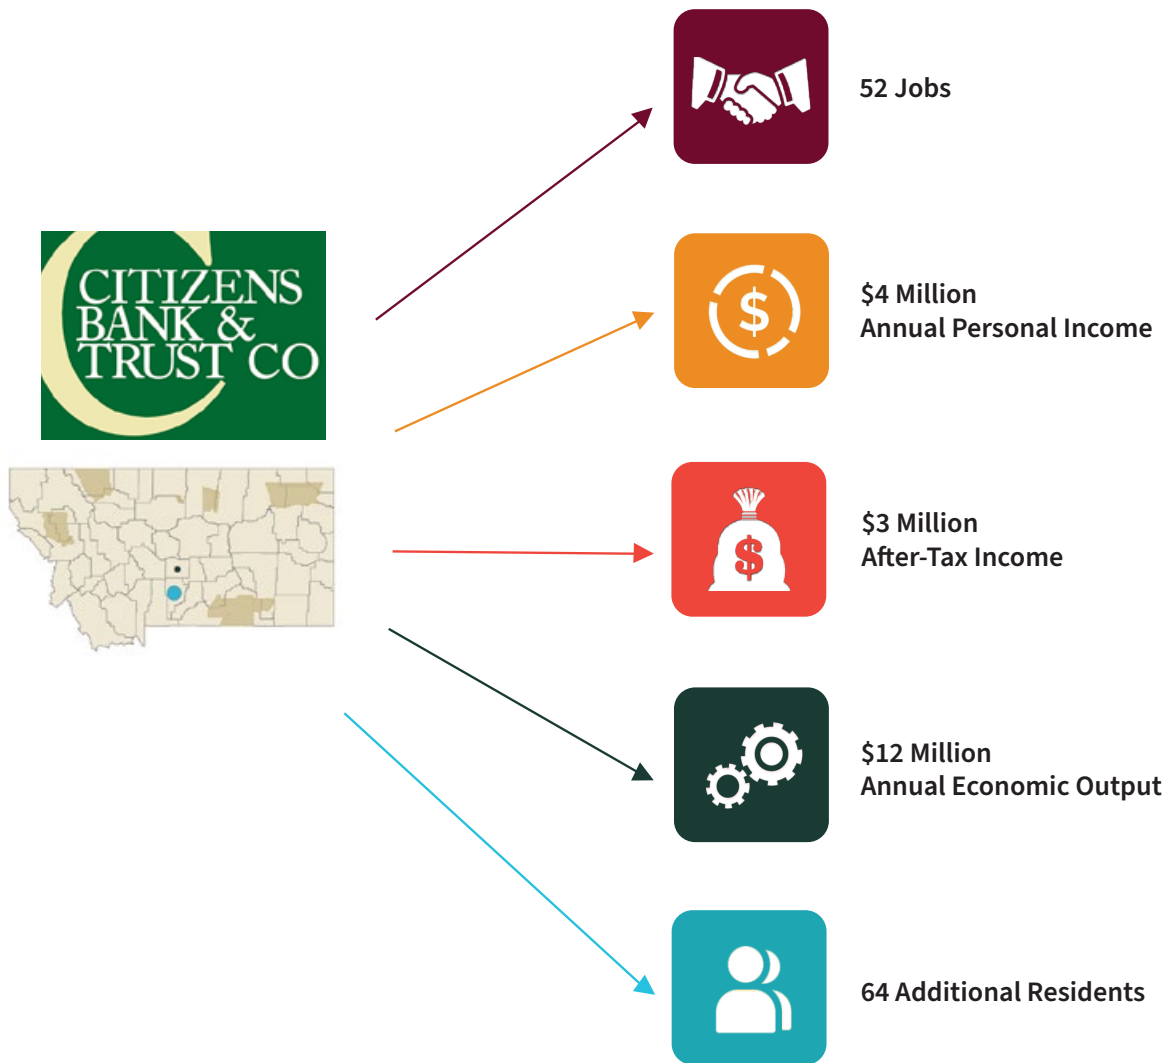 CITIZENS
BANK &
TRUST CO
52 Jobs
$4 Million
Annual Personal Income
$3 Million
After-Tax Income
$12 Million
Annual Economic Output
64 Additional Residents